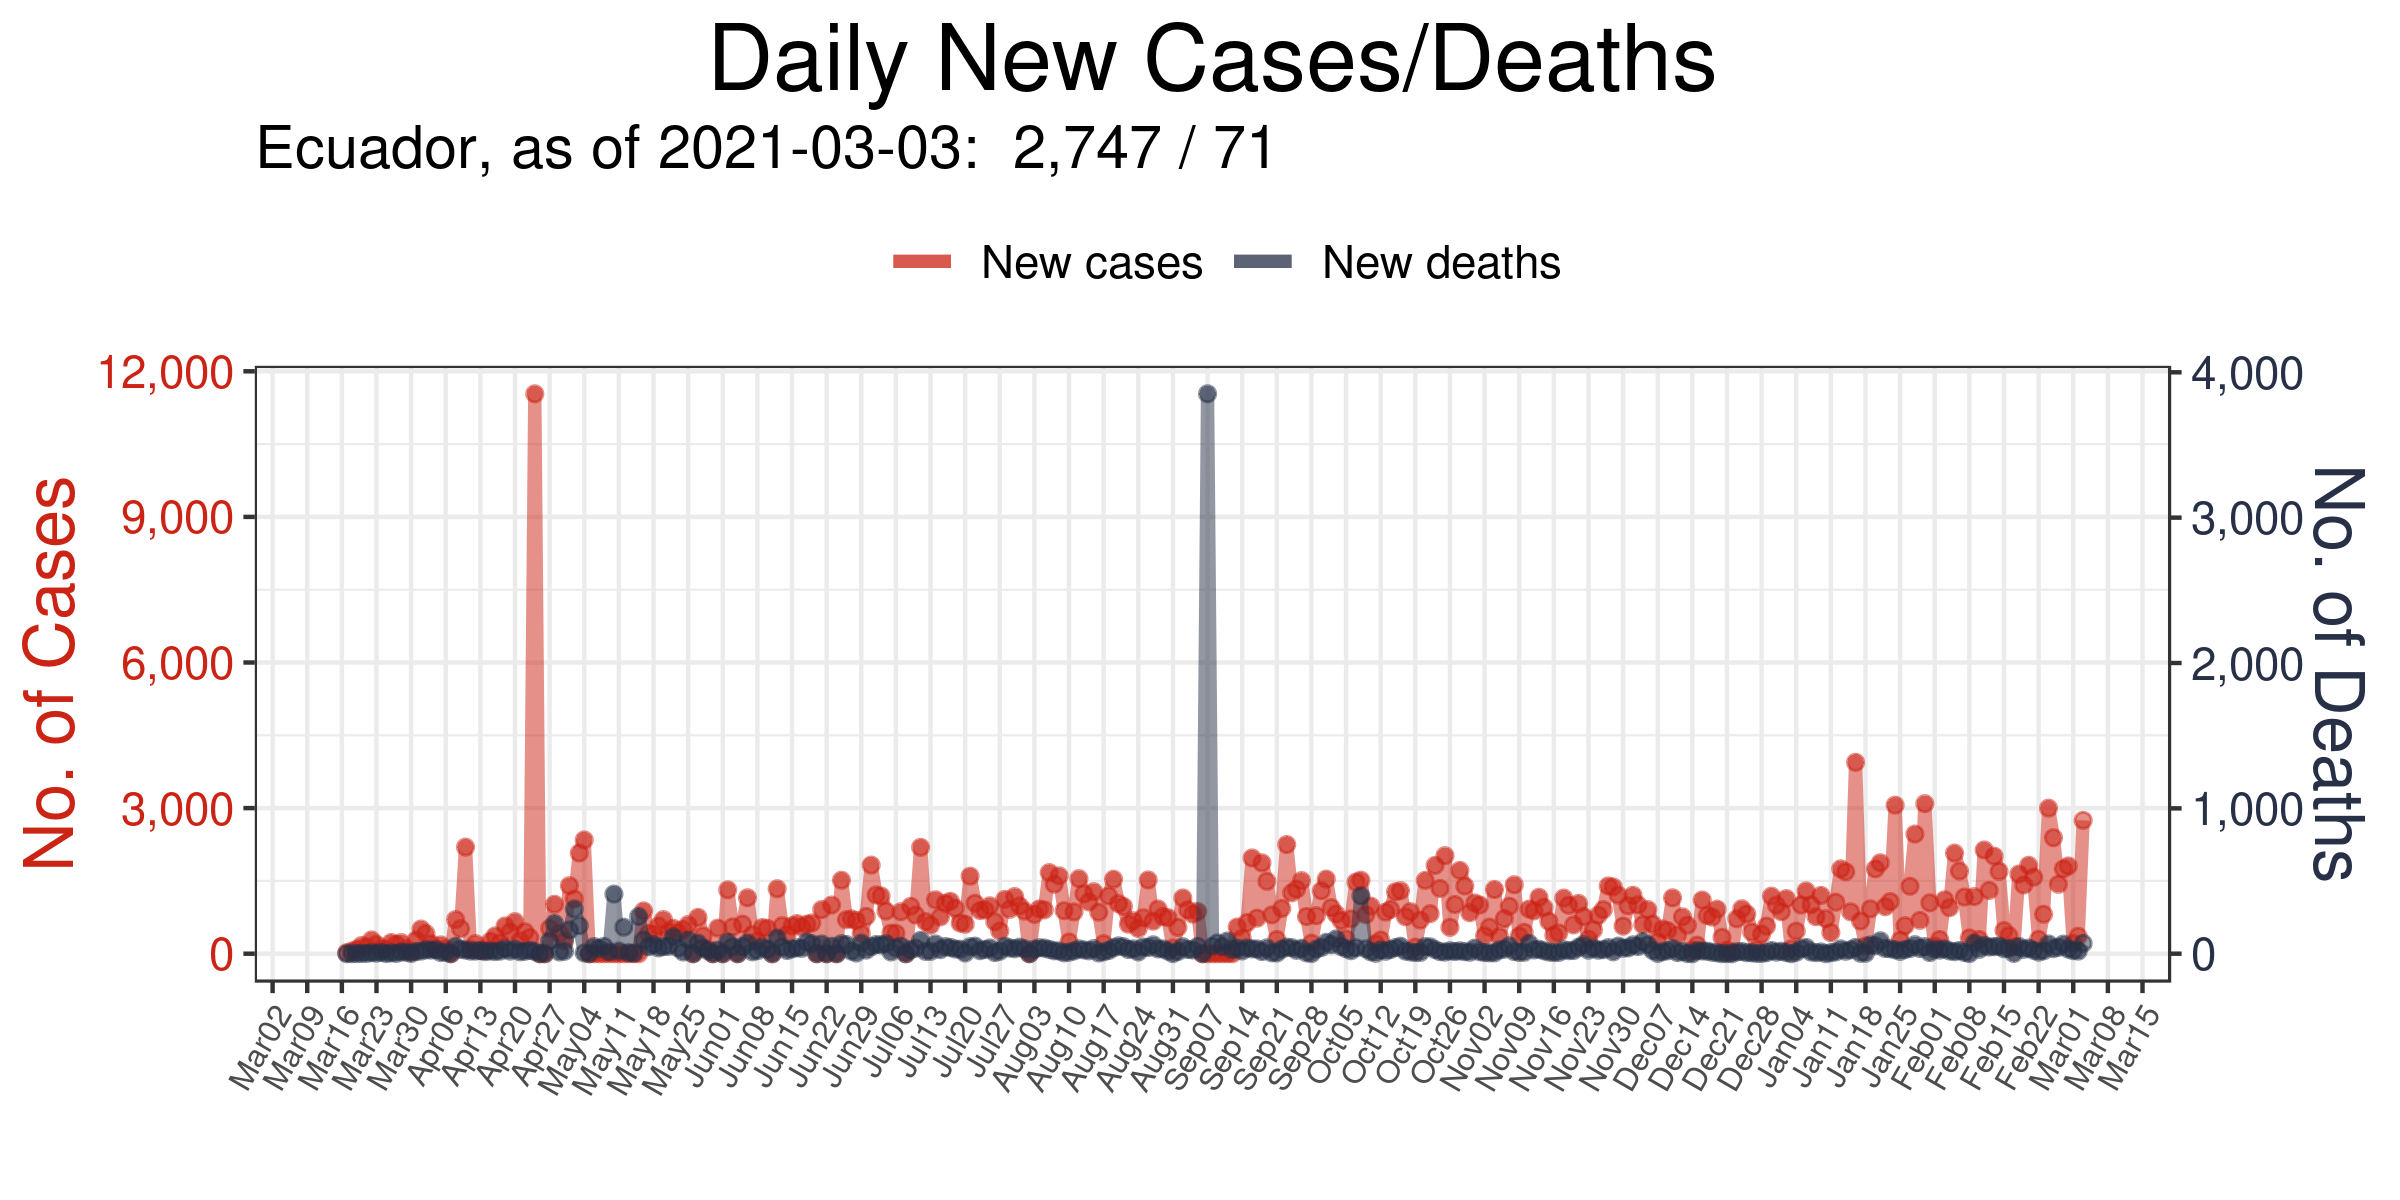 Daily New Cases/Deaths
Ecuador, as of 2021-03-03:  2,747 / 71
New cases New deaths
No. of Cases
12,000
9,000
6,000
3,000
0
4,000
3,000
2,000
1,000
0
No. of Deaths
Mar02 Mar09 Mar16 Mar23 Mar30 Apr06 Apr13 Apr20 Apr27 May04 May11 May18 May25 Jun01 Jun08 Jun15 Jun22 Jun29 Jul06 Jul13 Jul20 Jul27 Aug03 Aug10 Aug17 Aug24 Aug31 Sep07 Sep14 Sep21 Sep28 Oct05 Oct12 Oct19 Oct26 Nov02 Nov09 Nov16 Nov23 Nov30 Dec07 Dec14 Dec21 Dec28 Jan04 Jan11 Jan18 Jan25 Feb01 Feb08 Feb15 Feb22 Mar01 Mar08 Mar15